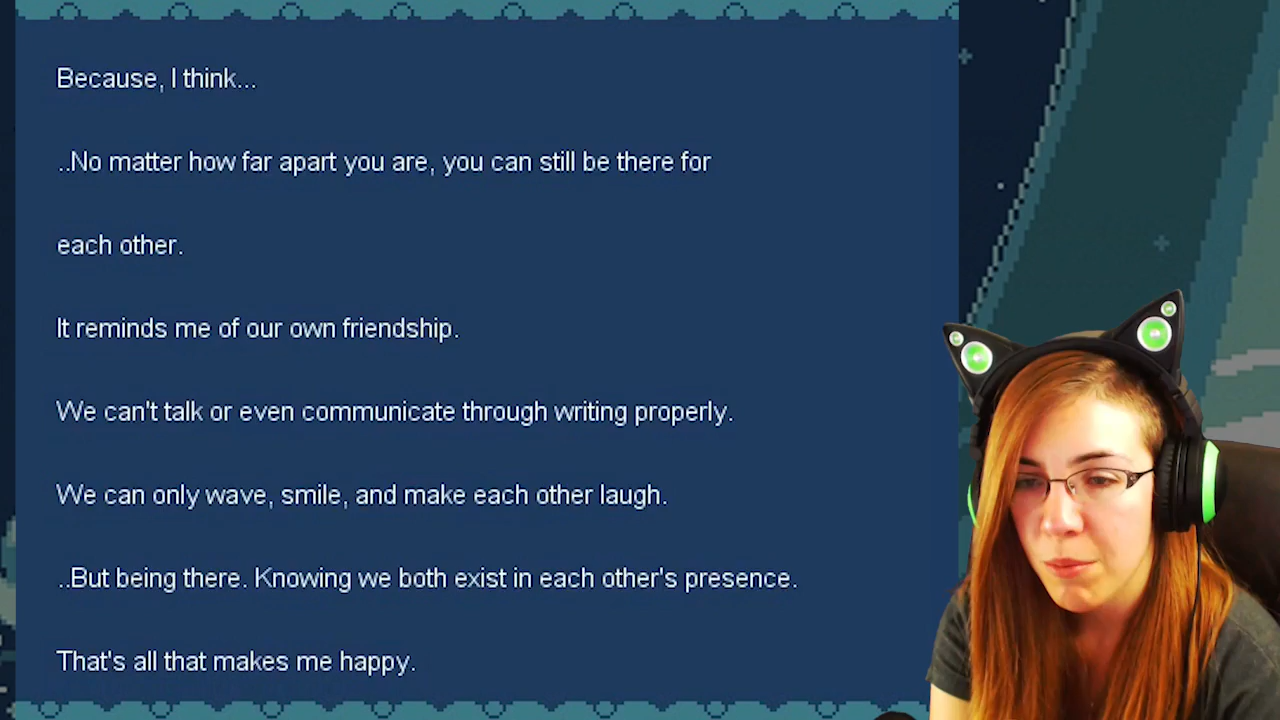 Because, I think...
..No matter how far apart you are, you can still be there for
each other.
It reminds me of our own friendship.
We can't talk or even communicate through writing properly.
We can only wave, smile, and make each other laugh.
..But being there. Knowing we both exist in each other's presence.
That's all that makes me happy.